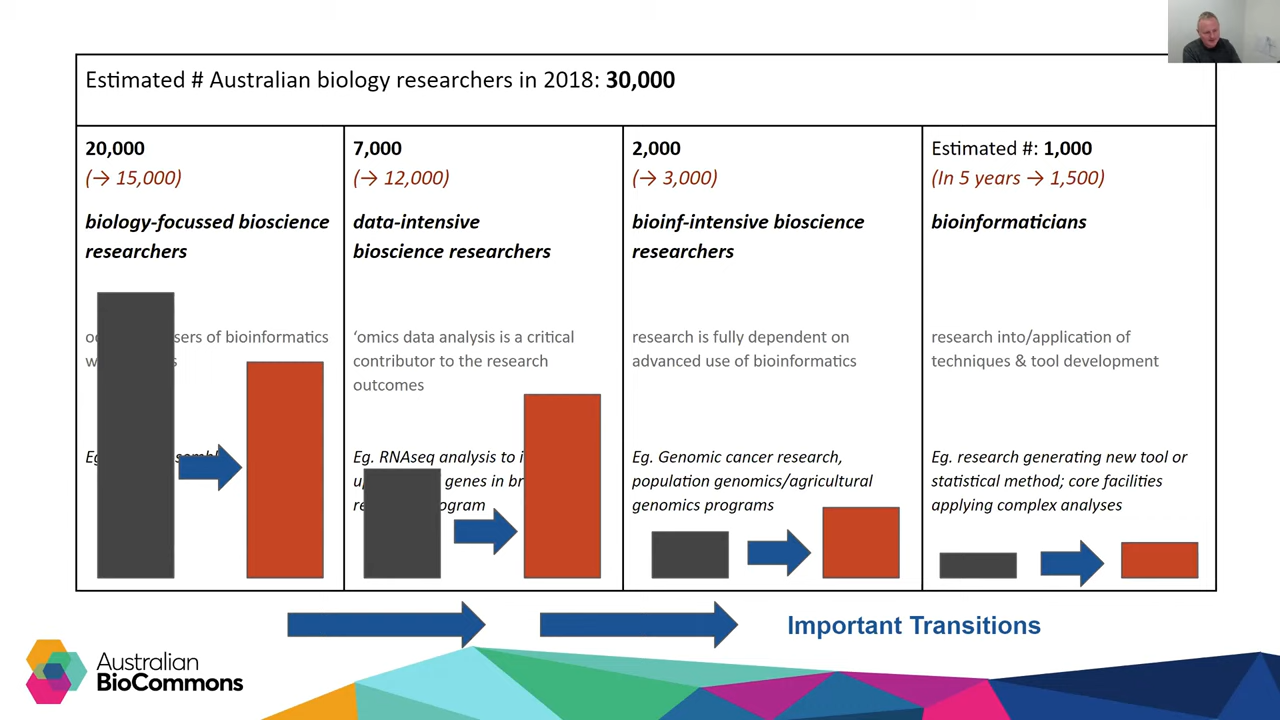 Estimated # Australian biology researchers in 2018: 30,000
20,000
(→ 15,000)
biology-focussed bioscience
researchers
of bioinformatics
7,000
(→ 12,000)
data-intensive
bioscience researchers
‘omics data analysis is a critical
contributor to the research
outcomes
Eg. RNAseq analysis to
genes in
2,000
(→ 3,000)
bioinf-intensive bioscience
researchers
research is fully dependent on
advanced use of bioinformatics
Eg. Genomic cancer research,
population genomics/agricultural
genomics programs
Estimated #: 1,000
(In 5 years → 1,500)
bioinformaticians
research into/application of
techniques & tool development
Eg. research generating new tool or
statistical method; core facilities
applying complex analyses
Important Transitions
Australian
BioCommons